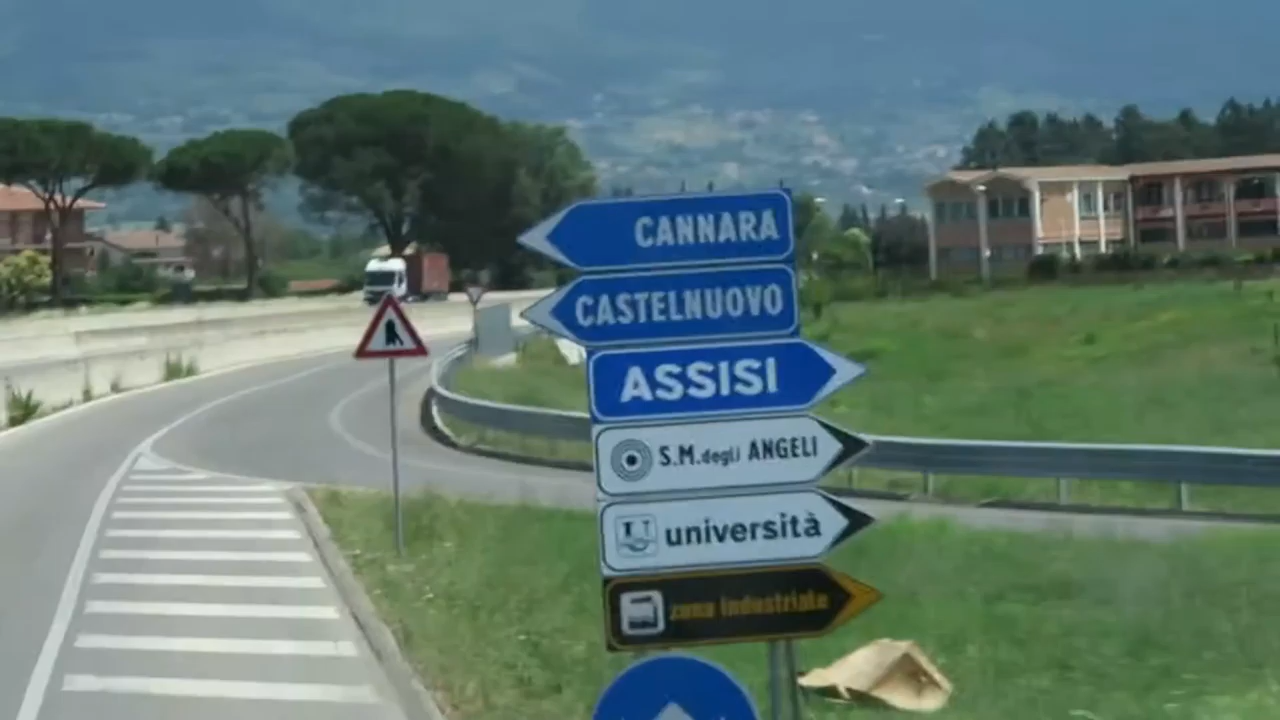 CANNARA
CASTELNUOVO
ASSISI
S.M.degli ANGELI
università
zona industriale